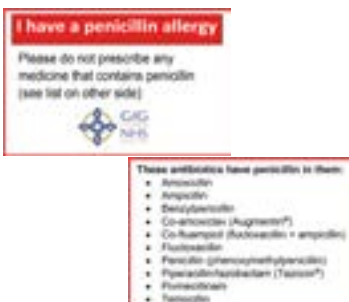 I have a penicillin allergy
Please do not prescribe any
medicine that contains penicillin
(see list on other side)
GIG
NHS
These antibiotics have penicillin in them:
• Amoxicillin
• Ampicillin
• Benzylpenicillin
• Co-amoxiclav (Augmentin®)
• Co-fluampicil (flucloxacillin + ampicillin)
• Flucloxacillin
• Penicillin (phenoxymethylpenicillin)
• Piperacillin/tazobactam (Tazocin®)
• Pivmecillinam
• Temocillin